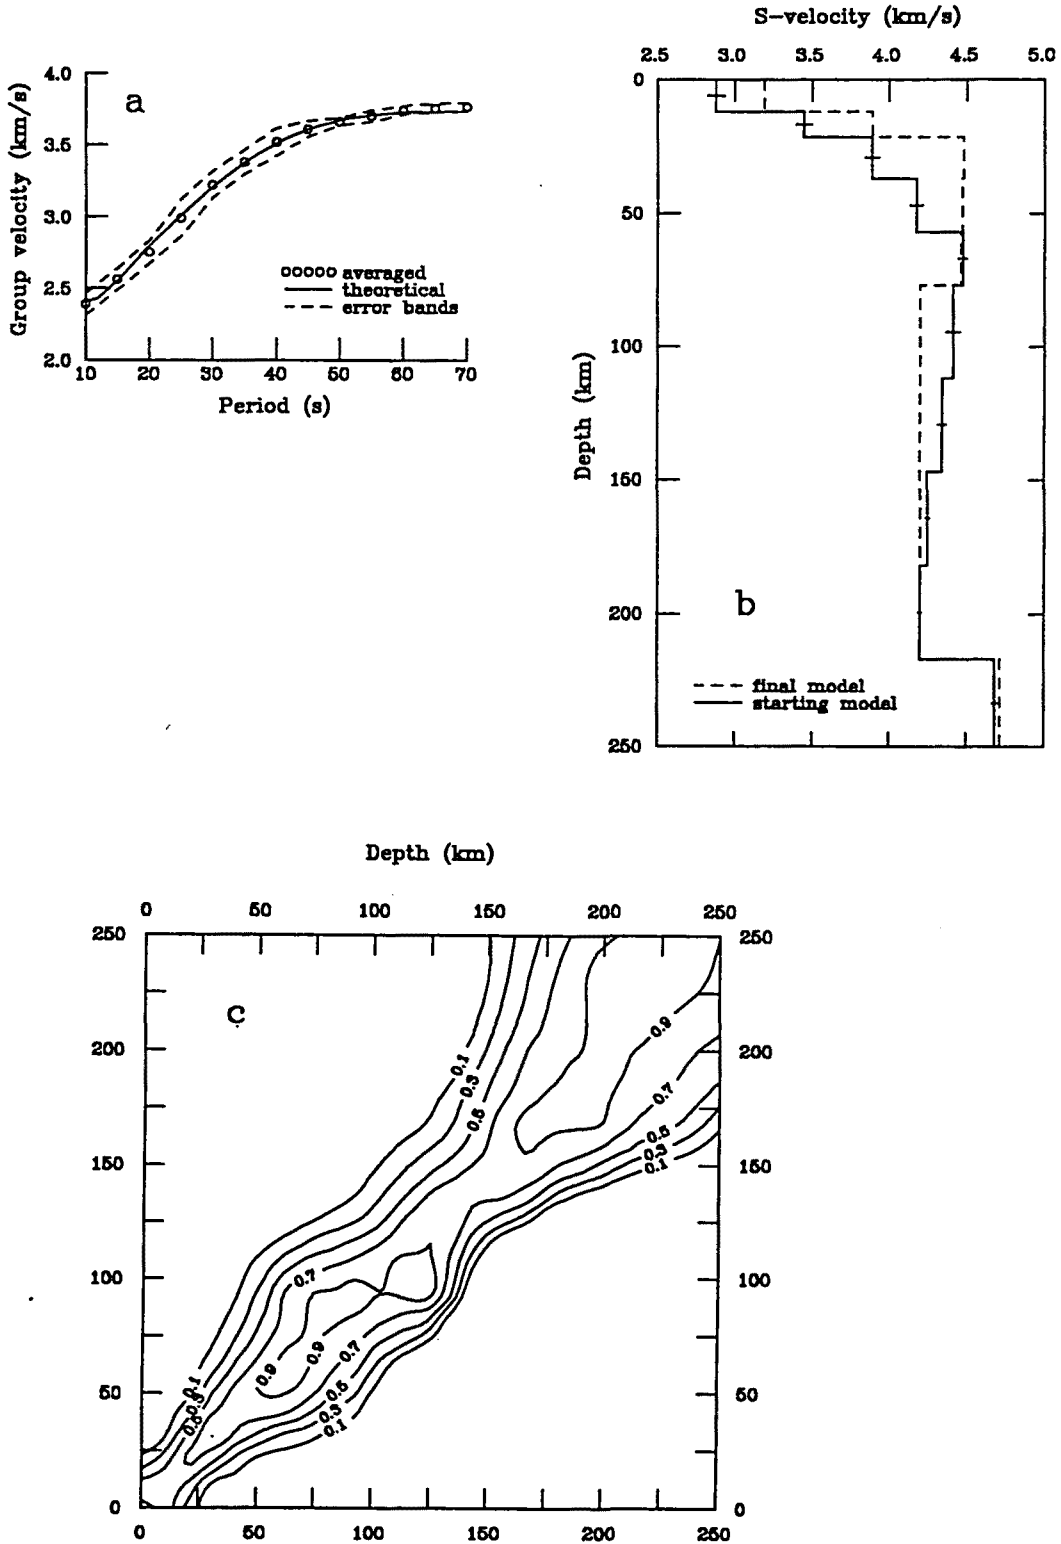 a
4.0
3.5
3.0
2.5
2.0
10 20 30 40 50 60 70
Group velocity (km/s)
Period (s)
ooooo averaged
theoretical
error bands
S-velocity (km/s)
2.5 3.0 3.5 4.0 4.5 5.0
0
50
100
150
200
250
Depth (km)
b
final model
starting model
Depth (km)
0 50 100 150 200 250
250 250
c
200 200
150 150
100 100
50 50
0 0
0 50 100 150 200 250
0.1
0.3
0.5
0.9
0.7
0.5
0.3
0.1
0.7
0.9
0.9
0.7
0.5
0.3
0.1
0.1
0.3
0.5